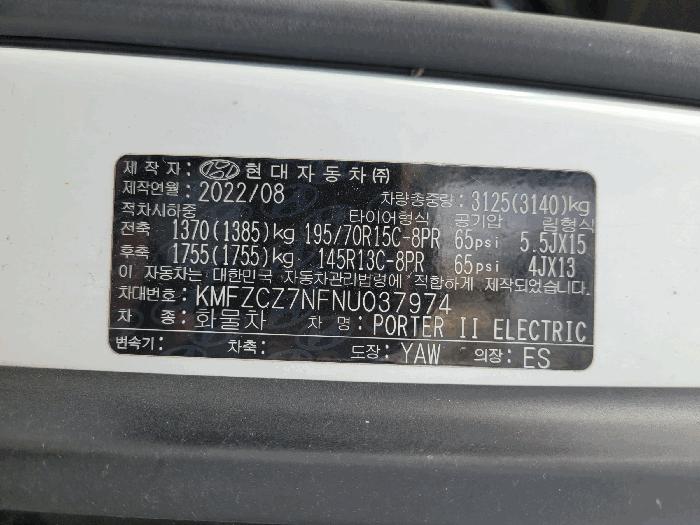 제 작 자: 현대자동차㈜
제작연월: 2022/08 차량총중량: 3125(3140)kg
적차시하중 타이어형식 공기압 림형식
전축 1370(1385)kg 195/70R15C-8PR 65psi 5.5JX15
후축 1755(1755)kg 145R13C-8PR 65psi 4JX13
이 자동차는 대한민국 자동차관리법령에 적합하게 제작되었습니다.
차대번호: KMFZCZ7NFNU037974
차 종: 화물차 차 명: PORTER II ELECTRIC
변속기: 차축: 도장: YAW 의장: ES